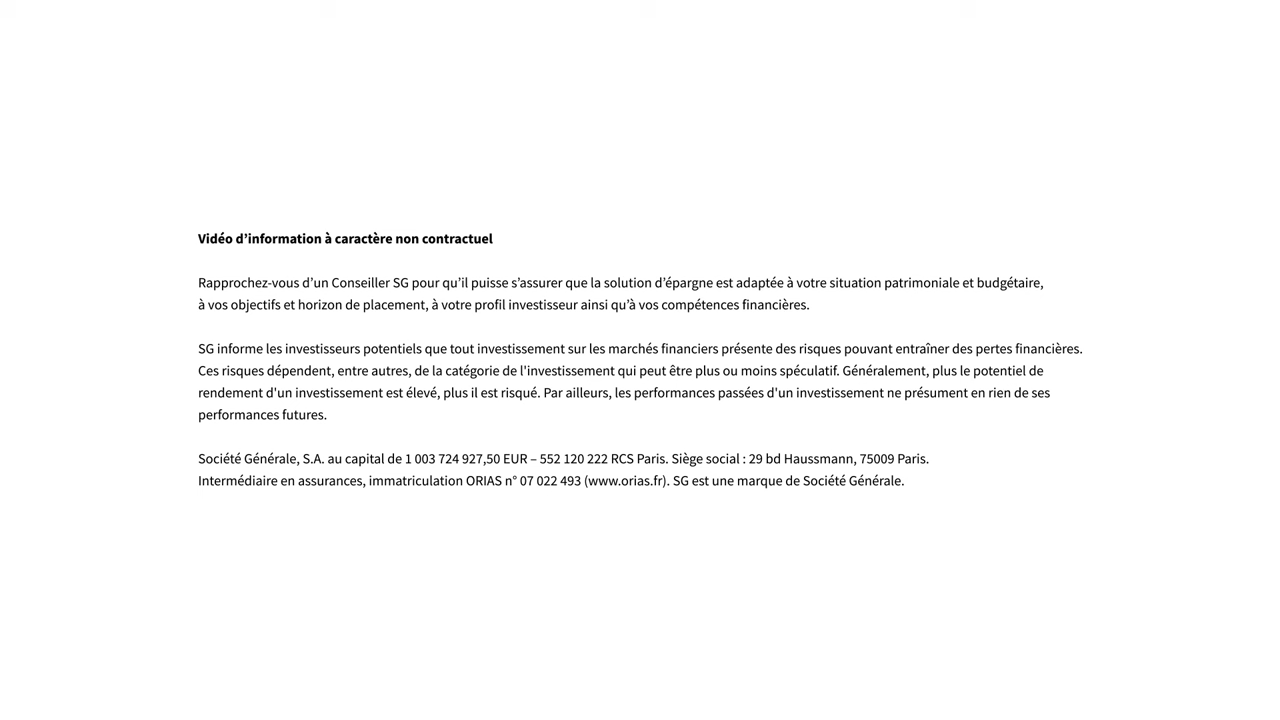 Vidéo d’information à caractère non contractuel
Rapprochez-vous d’un Conseiller SG pour qu’il puisse s’assurer que la solution d’épargne est adaptée à votre situation patrimoniale et budgétaire,
à vos objectifs et horizon de placement, à votre profil investisseur ainsi qu’à vos compétences financières.
SG informe les investisseurs potentiels que tout investissement sur les marchés financiers présente des risques pouvant entraîner des pertes financières.
Ces risques dépendent, entre autres, de la catégorie de l'investissement qui peut être plus ou moins spéculatif. Généralement, plus le potentiel de
rendement d'un investissement est élevé, plus il est risqué. Par ailleurs, les performances passées d'un investissement ne présument en rien de ses
performances futures.
Société Générale, S.A. au capital de 1 003 724 927,50 EUR – 552 120 222 RCS Paris. Siège social : 29 bd Haussmann, 75009 Paris.
Intermédiaire en assurances, immatriculation ORIAS n° 07 022 493 (www.orias.fr). SG est une marque de Société Générale.